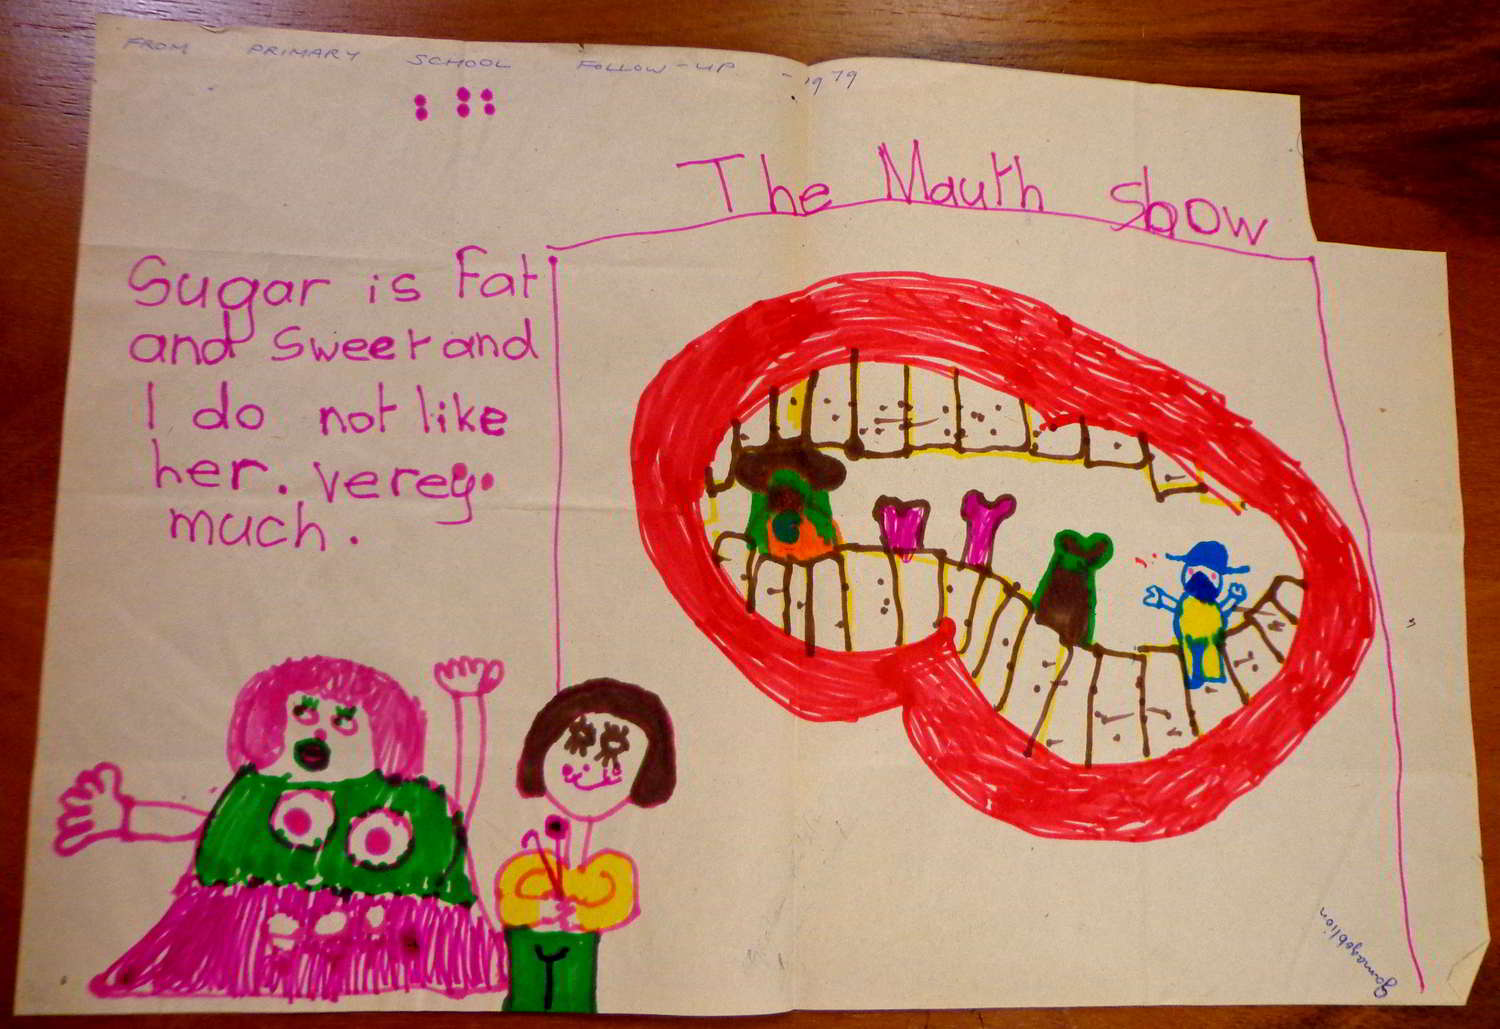 FROM PRIMARY SCHOOL FOLLOW-UP - 1979
The Mauth Show
Sugar is Fat
and Sweet and
I do not like
her. verey.
much.